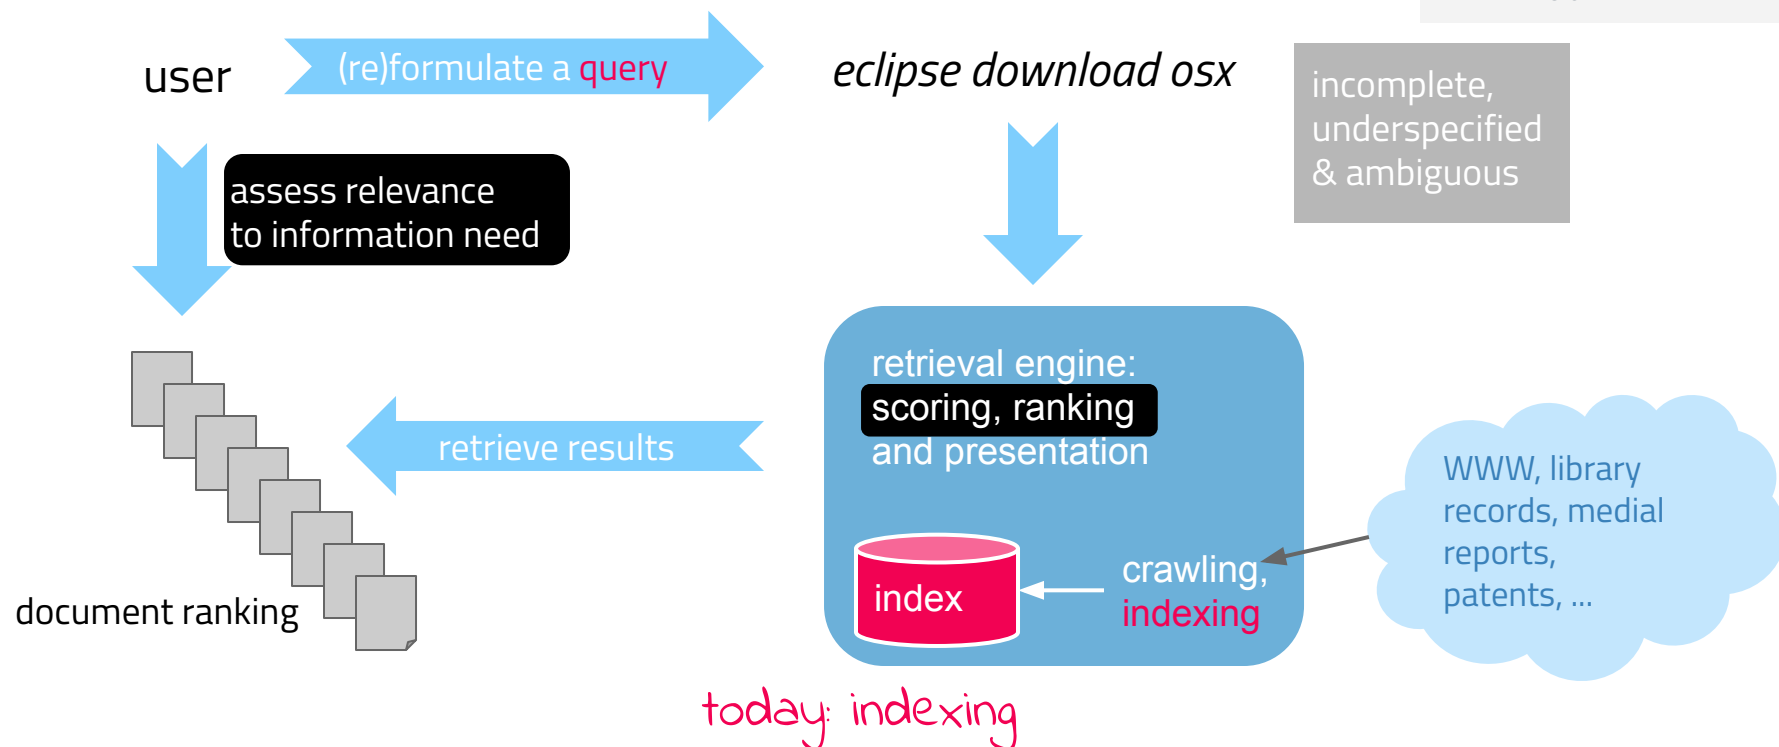 user
(re)formulate a query
eclipse download osx
incomplete,
underspecified
& ambiguous
assess relevance
to information need
retrieval engine:
scoring, ranking
and presentation
retrieve results
WWW, library
records, medial
reports,
patents, ...
crawling,
indexing
index
document ranking
today: indexing